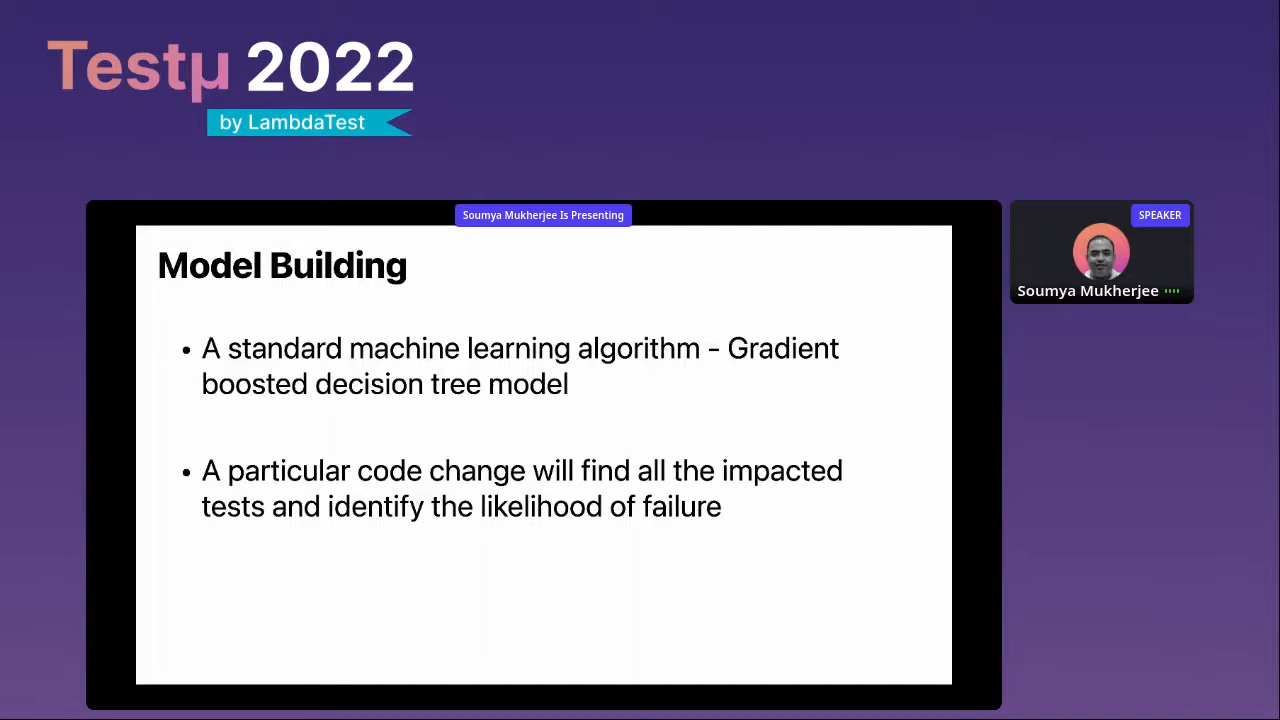 Testμ 2022
by LambdaTest
Soumya Mukherjee Is Presenting
SPEAKER
Soumya Mukherjee
Model Building
• A standard machine learning algorithm - Gradient
boosted decision tree model
• A particular code change will find all the impacted
tests and identify the likelihood of failure